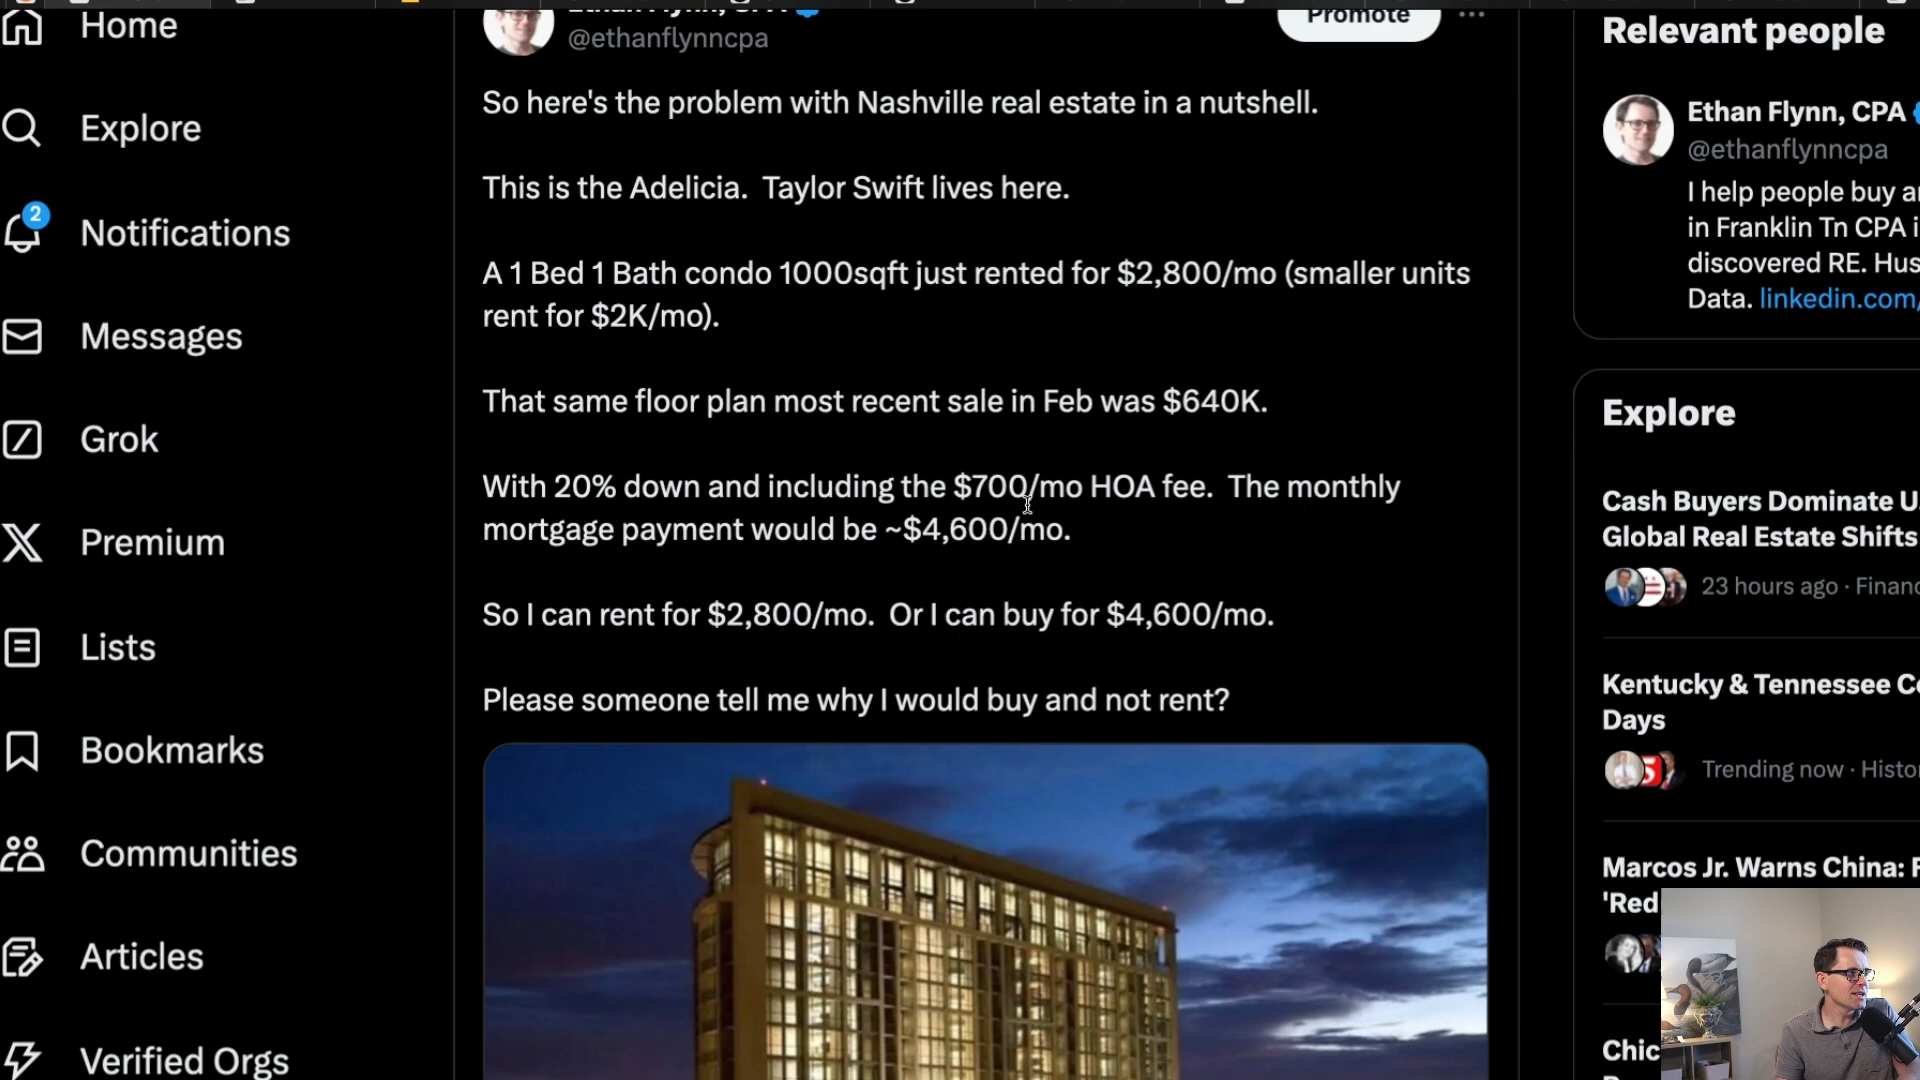 Home
Explore
2
Notifications
Messages
Grok
Premium
Lists
Bookmarks
Communities
Articles
Verified Orgs
@ethanflynncpa
Promote
So here's the problem with Nashville real estate in a nutshell.
This is the Adelicia.  Taylor Swift lives here.
A 1 Bed 1 Bath condo 1000sqft just rented for $2,800/mo (smaller units
rent for $2K/mo).
That same floor plan most recent sale in Feb was $640K.
With 20% down and including the $700/mo HOA fee.  The monthly
mortgage payment would be ~$4,600/mo.
So I can rent for $2,800/mo.  Or I can buy for $4,600/mo.
Please someone tell me why I would buy and not rent?
Relevant people
Ethan Flynn, CPA
@ethanflynncpa
I help people buy
in Franklin Tn CPA
discovered RE.
Data. linkedin.com/
Explore
Cash Buyers Dominate
Global Real Estate Shifts
23 hours ago ·
Kentucky & Tennessee
Days
Trending now ·
Marcos Jr. Warns China:
'Red